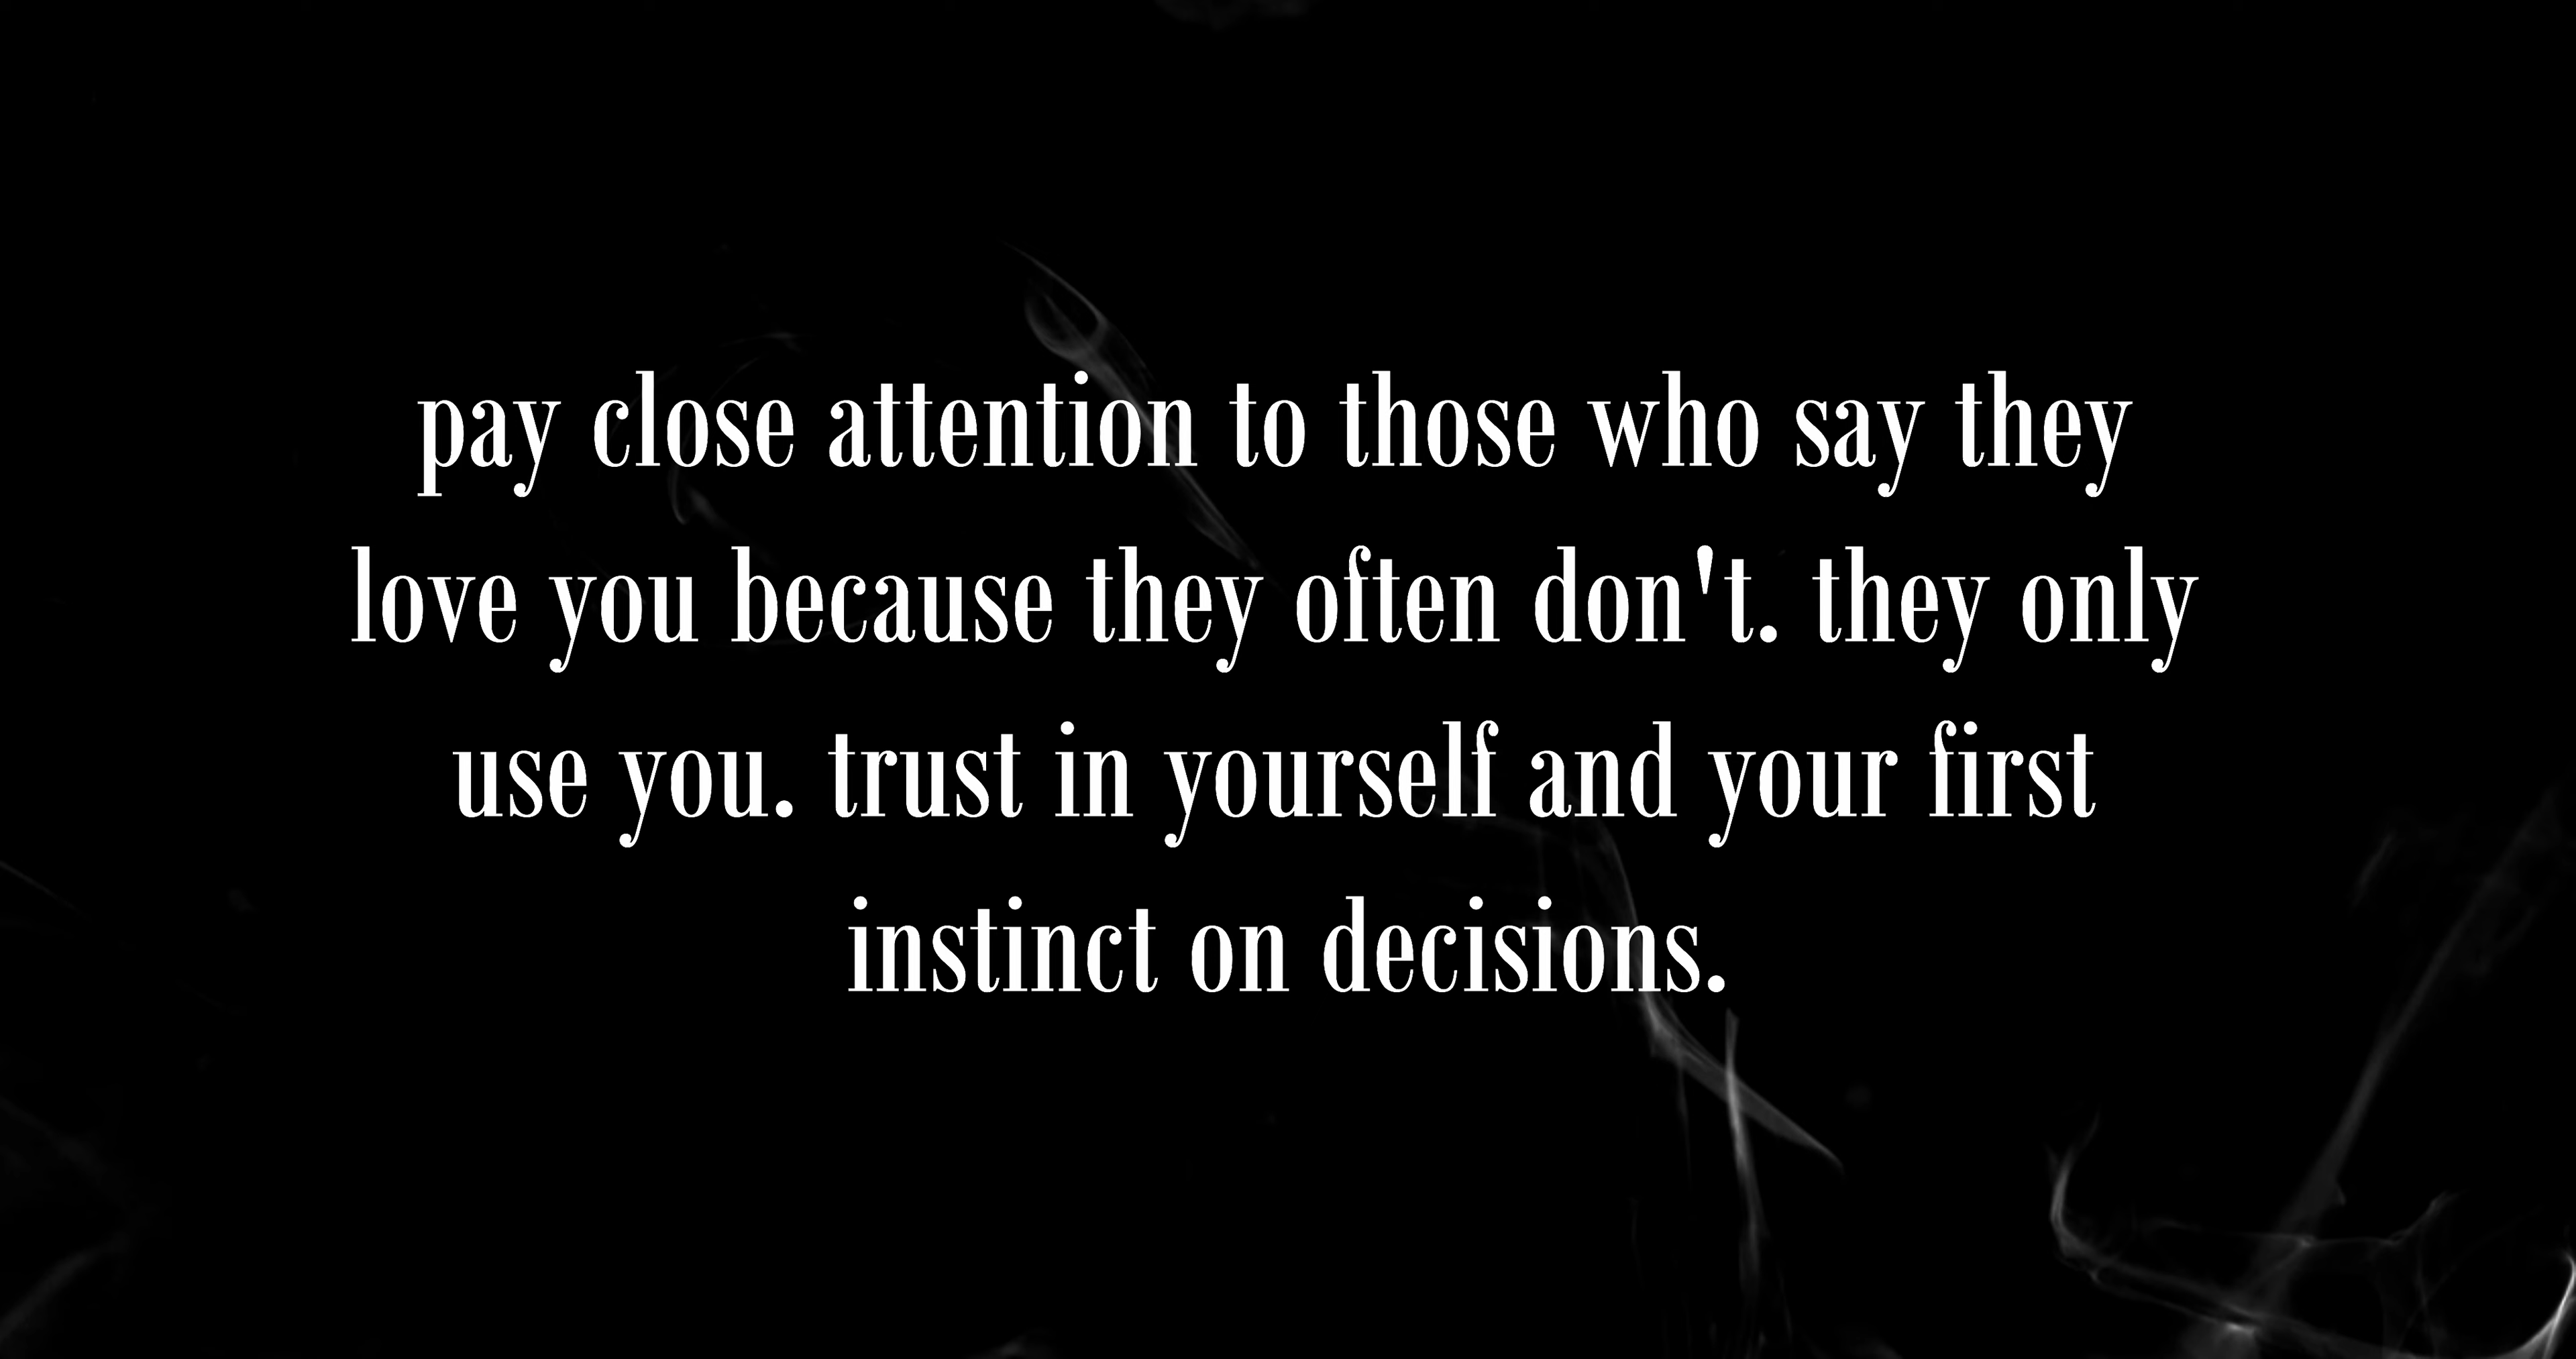 pay close attention to those who say they
love you because they often don't. they only
use you. trust in yourself and your first
instinct on decisions.